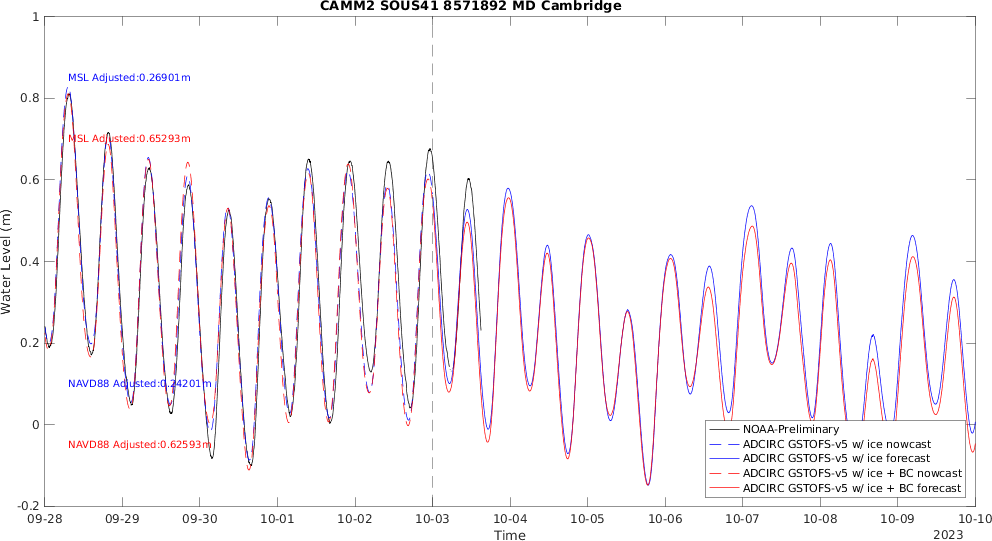 CAMM2 SOUS41 8571892 MD Cambridge
1
0.8
0.6
0.4
0.2
0
-0.2
Water Level (m)
MSL Adjusted:0.26901m
MSL Adjusted:0.65293m
NAVD88 Adjusted:0.24201m
NAVD88 Adjusted:0.62593m
NOAA-Preliminary
ADCIRC GSTOFS-v5 w/ ice nowcast
ADCIRC GSTOFS-v5 w/ ice forecast
ADCIRC GSTOFS-v5 w/ ice + BC nowcast
ADCIRC GSTOFS-v5 w/ ice + BC forecast
09-28 09-29 09-30 10-01 10-02 10-03 10-04 10-05 10-06 10-07 10-08 10-09 10-10
Time
2023